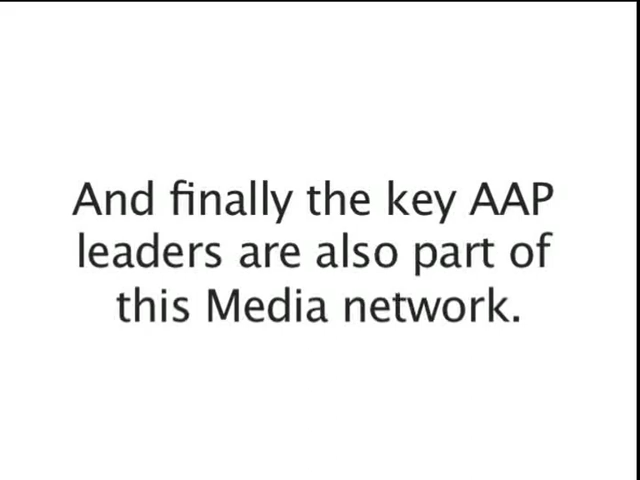 And finally the key AAP
leaders are also part of
this Media network.